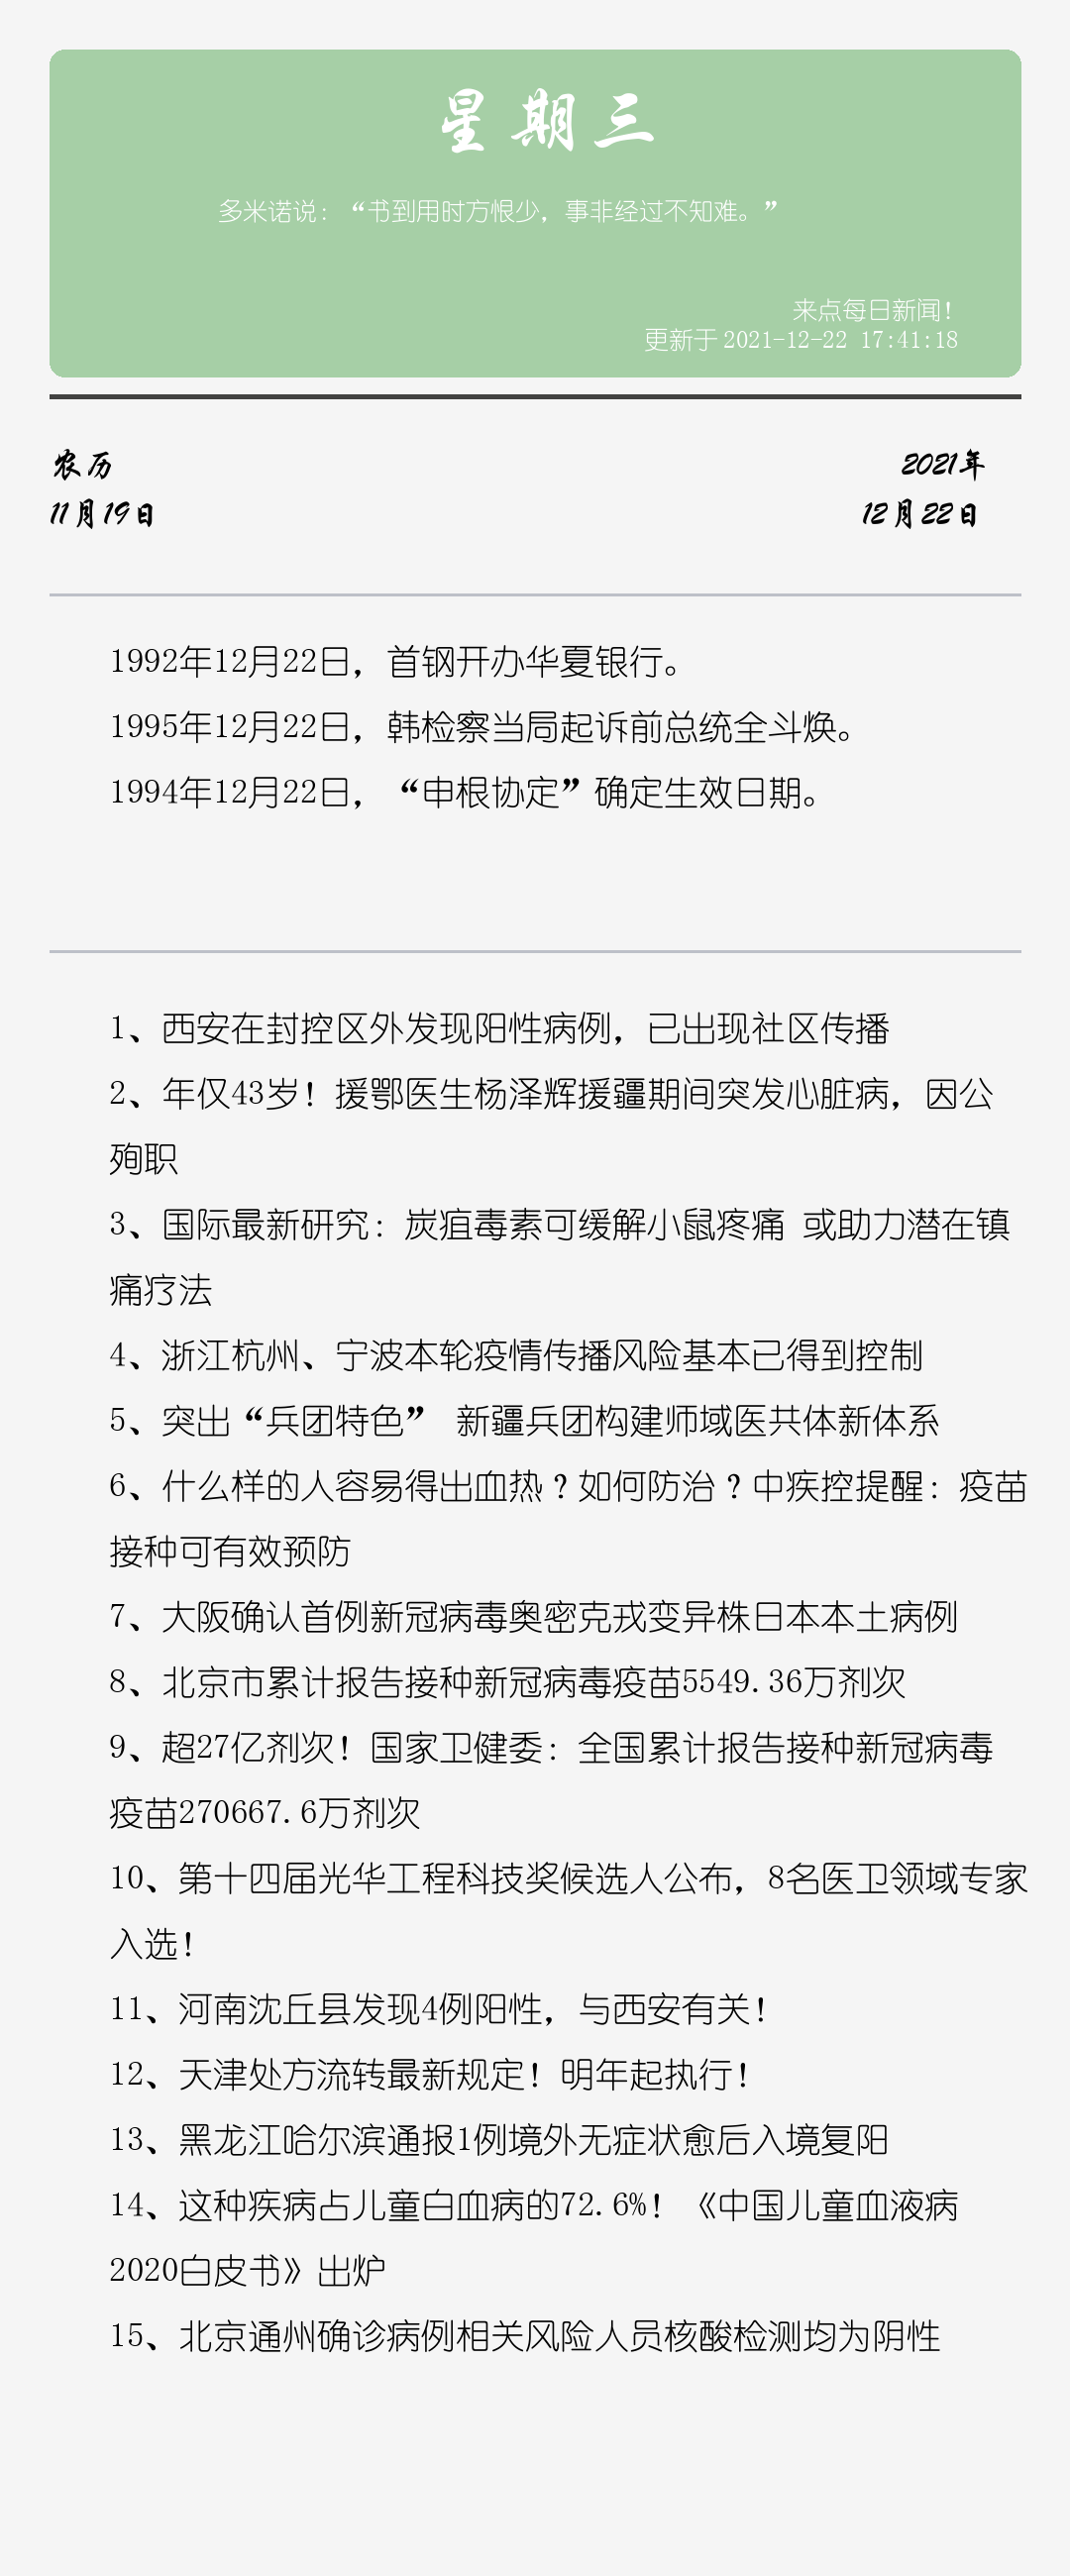 星期三
多米诺说：“书到用时方恨少，事非经过不知难。”
来点每日新闻！
更新于 2021-12-22 17:41:18
农历
2021年
11月19日
12月22日
1992年12月22日，首钢开办华夏银行。
1995年12月22日，韩检察当局起诉前总统全斗焕。
1994年12月22日，“申根协定”确定生效日期。
1、西安在封控区外发现阳性病例，已出现社区传播
2、年仅43岁！援鄂医生杨泽辉援疆期间突发心脏病，因公
殉职
3、国际最新研究：炭疽毒素可缓解小鼠疼痛 或助力潜在镇
痛疗法
4、浙江杭州、宁波本轮疫情传播风险基本已得到控制
5、突出“兵团特色” 新疆兵团构建师域医共体新体系
6、什么样的人容易得出血热？如何防治？中疾控提醒：疫苗
接种可有效预防
7、大阪确认首例新冠病毒奥密克戎变异株日本本土病例
8、北京市累计报告接种新冠病毒疫苗5549.36万剂次
9、超27亿剂次！国家卫健委：全国累计报告接种新冠病毒
疫苗270667.6万剂次
10、第十四届光华工程科技奖候选人公布，8名医卫领域专家
入选！
11、河南沈丘县发现4例阳性，与西安有关！
12、天津处方流转最新规定！明年起执行！
13、黑龙江哈尔滨通报1例境外无症状愈后入境复阳
14、这种疾病占儿童白血病的72.6%！《中国儿童血液病
2020白皮书》出炉
15、北京通州确诊病例相关风险人员核酸检测均为阴性